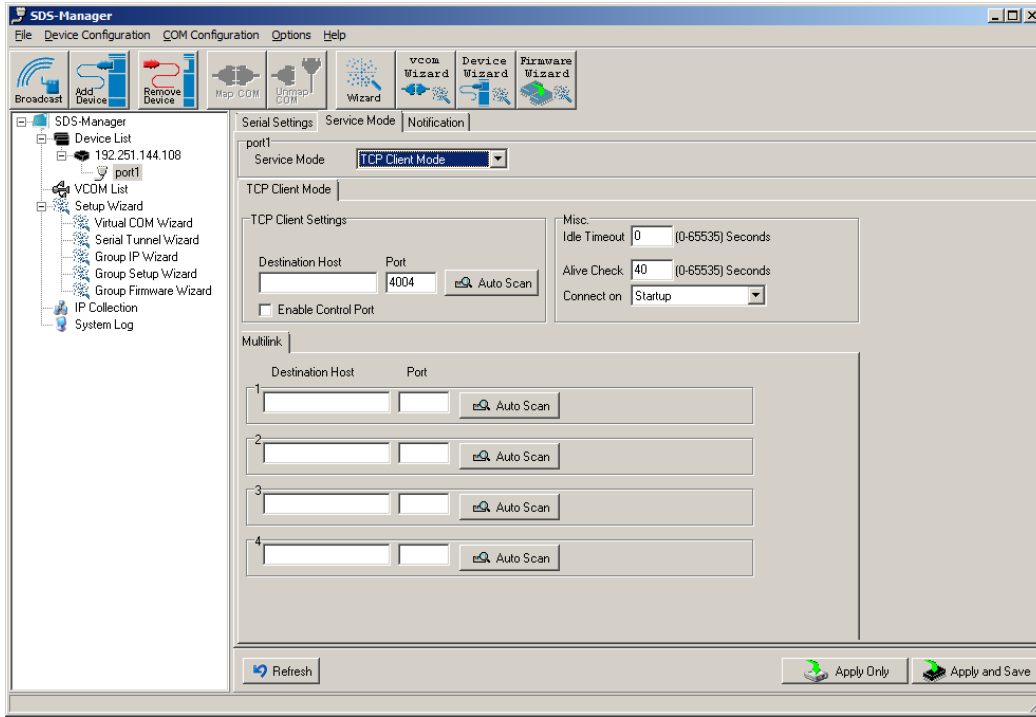 SDS-Manager
File Device Configuration COM Configuration Options Help
Broadcast
Add Device
Remove Device
Map COM
Unmap COM
Wizard
vcom Wizard
Device Wizard
Firmware Wizard
SDS-Manager
Device List
192.251.144.108
port1
VCOM List
Setup Wizard
Virtual COM Wizard
Serial Tunnel Wizard
Group IP Wizard
Group Setup Wizard
Group Firmware Wizard
IP Collection
System Log
Serial Settings Service Mode Notification
port1
Service Mode TCP Client Mode
TCP Client Mode
TCP Client Settings
Destination Host Port
4004 Auto Scan
Enable Control Port
Misc.
Idle Timeout 0 (0-65535) Seconds
Alive Check 40 (0-65535) Seconds
Connect on Startup
Multilink
Destination Host Port
1 Auto Scan
2 Auto Scan
3 Auto Scan
4 Auto Scan
Refresh Apply Only Apply and Save